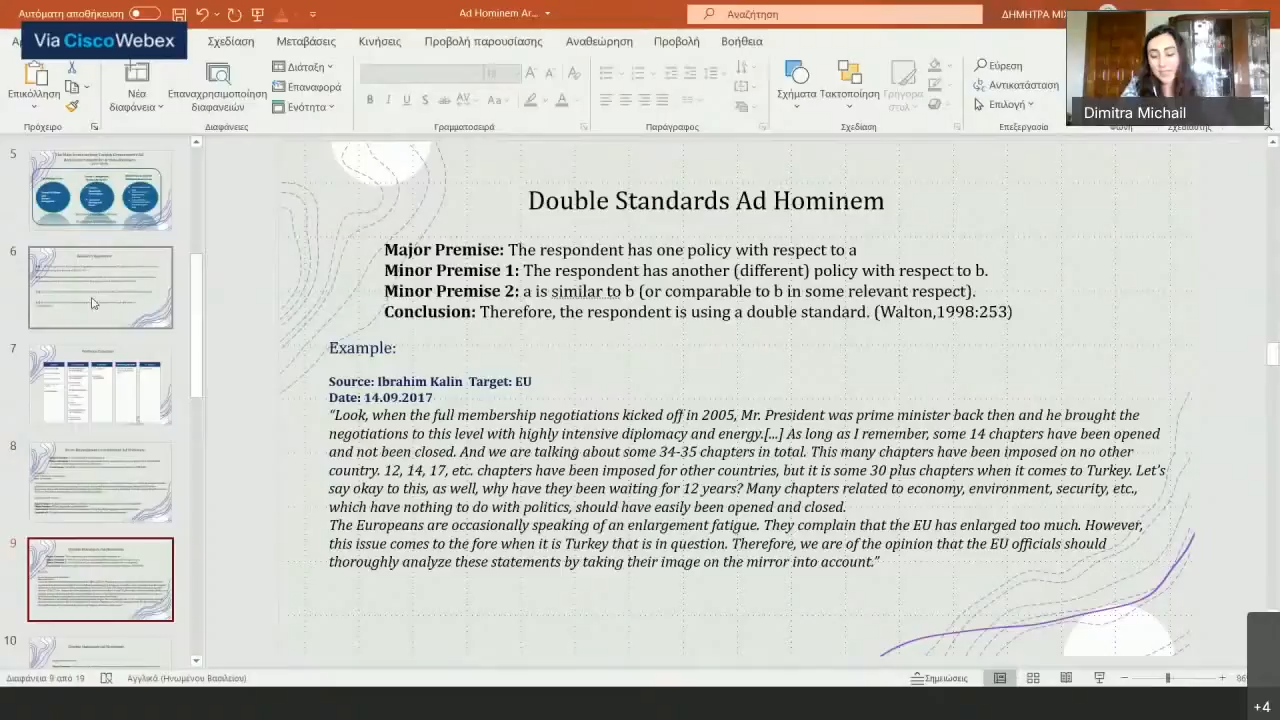 Αυτόματη αποθήκευση
Ad Hominem Ar...
Αναζήτηση
ΔΗΜΗΤΡΑ ΜΙΧ
Via CiscoWebex
Σχεδίαση
Μεταβάσεις
Κινήσεις
Προβολή παρουσίασης
Αναθεώρηση
Προβολή
Βοήθεια
Επικόλληση
Νέα διαφάνεια
Επαναχρησιμοποίηση διαφανειών
Διάταξη
Επαναφορά
Ενότητα
18
Σχήματα
Τακτοποίηση
Γρήγορα στυλ
Εύρεση
Αντικατάσταση
Επιλογή
Πρόχειρο
Διαφάνειες
Γραμματοσειρά
Παράγραφος
Σχεδίαση
Επεξεργασία
Φωνή
Σχεδιαστής
Dimitra Michail
5
6
7
8
9
10
Double Standards Ad Hominem
Major Premise: The respondent has one policy with respect to a
Minor Premise 1: The respondent has another (different) policy with respect to b.
Minor Premise 2: a is similar to b (or comparable to b in some relevant respect).
Conclusion: Therefore, the respondent is using a double standard. (Walton,1998:253)
Example:
Source: Ibrahim Kalin Target: EU
Date: 14.09.2017
“Look, when the full membership negotiations kicked off in 2005, Mr. President was prime minister back then and he brought the
negotiations to this level with highly intensive diplomacy and energy.[...] As long as I remember, some 14 chapters have been opened
and not been closed. And we are talking about some 34-35 chapters in total. This many chapters have been imposed on no other
country. 12, 14, 17, etc. chapters have been imposed for other countries, but it is some 30 plus chapters when it comes to Turkey. Let’s
say okay to this, as well, why have they been waiting for 12 years? Many chapters related to economy, environment, security, etc.,
which have nothing to do with politics, should have easily been opened and closed.
The Europeans are occasionally speaking of an enlargement fatigue. They complain that the EU has enlarged too much. However,
this issue comes to the fore when it is Turkey that is in question. Therefore, we are of the opinion that the EU officials should
thoroughly analyze these statements by taking their image on the mirror into account.”
Διαφάνεια 9 από 19
Αγγλικά (Ηνωμένου Βασιλείου)
Σημειώσεις
+4